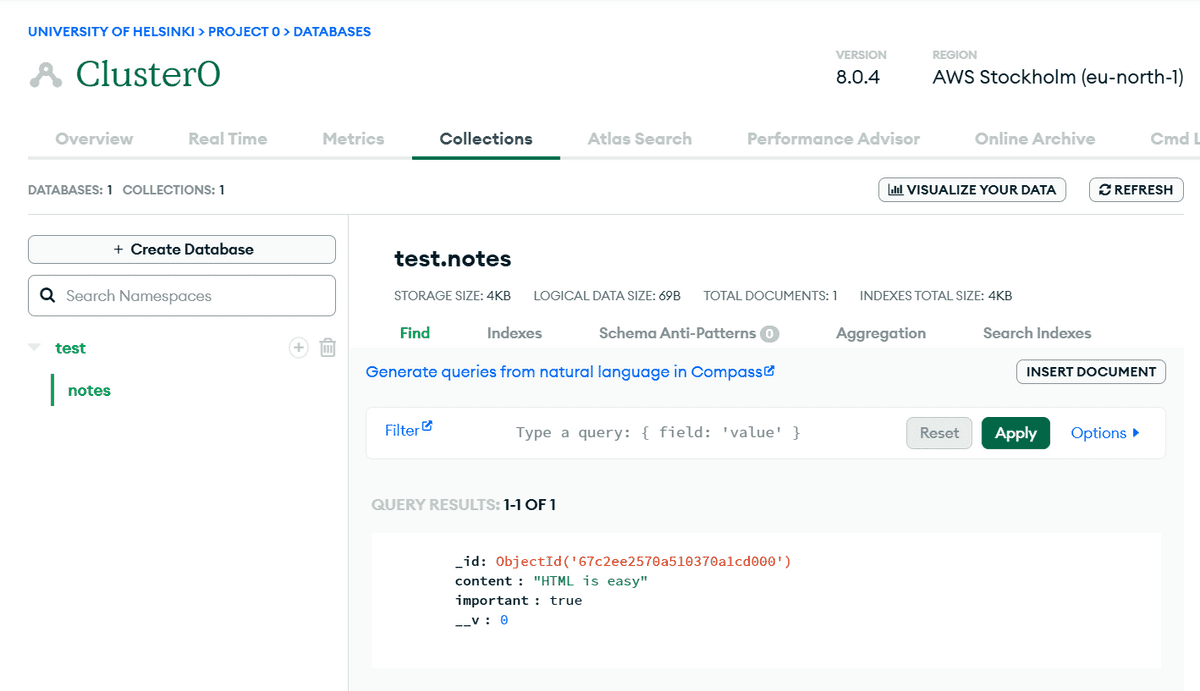 UNIVERSITY OF HELSINKI > PROJECT 0 > DATABASES
Cluster0
VERSION
8.0.4
REGION
AWS Stockholm (eu-north-1)
Overview Real Time Metrics Collections Atlas Search Performance Advisor Online Archive Cmd L
DATABASES: 1 COLLECTIONS: 1
VISUALIZE YOUR DATA
REFRESH
+ Create Database
Search Namespaces
test
notes
test.notes
STORAGE SIZE: 4KB LOGICAL DATA SIZE: 69B TOTAL DOCUMENTS: 1 INDEXES TOTAL SIZE: 4KB
Find Indexes Schema Anti-Patterns 0 Aggregation Search Indexes
Generate queries from natural language in Compass
INSERT DOCUMENT
Filter
Type a query: { field: 'value' }
Reset Apply Options
QUERY RESULTS: 1-1 OF 1
_id: ObjectId('67c2ee2570a510370a1cd000')
content : "HTML is easy"
important : true
__v : 0